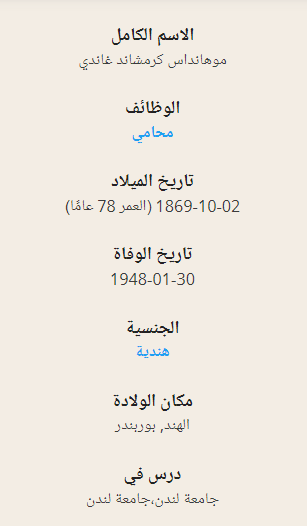 الاسم الكامل
موهانداس كرمشاند غاندي
الوظائف
محامي
تاريخ الميلاد
1869-10-02 (العمر 78 عامًا)
تاريخ الوفاة
1948-01-30
الجنسية
هندية
مكان الولادة
الهند, بوربندر
درس في
جامعة لندن،جامعة لندن